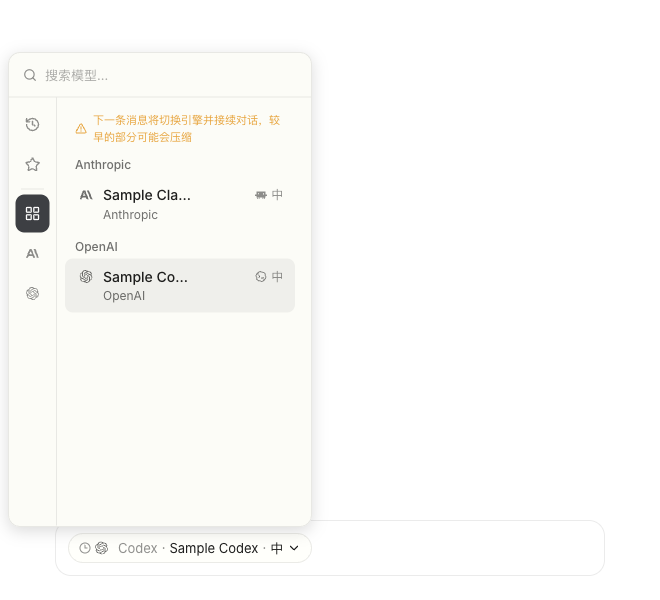 搜索模型...
下一条消息将切换引擎并接续对话，较
早的部分可能会压缩
Anthropic
Sample Cla... 中
Anthropic
OpenAI
Sample Co... 中
OpenAI
Codex · Sample Codex · 中